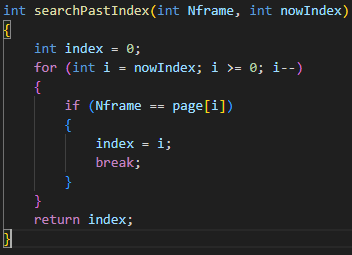 int searchPastIndex(int Nframe, int nowIndex)
{
    int index = 0;
    for (int i = nowIndex; i >= 0; i--)
    {
        if (Nframe == page[i])
        {
            index = i;
            break;
        }
    }
    return index;
}